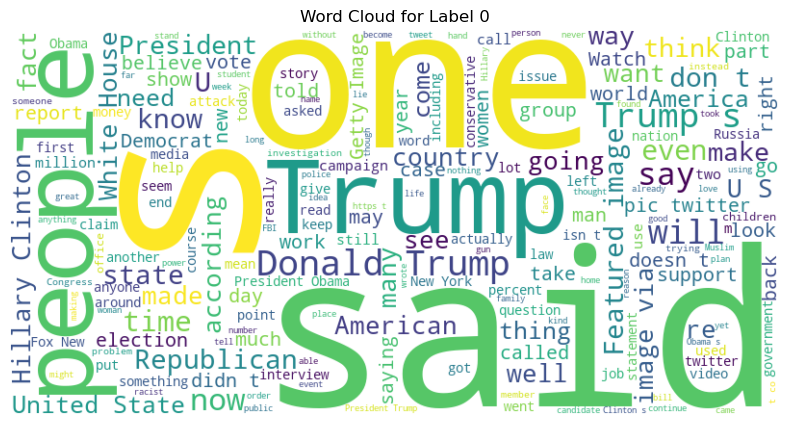 Word Cloud for Label 0
people
one
S
Trump
said
Donald Trump
Hillary Clinton
White House
President
fact
Obama
stand
far
student
week
without
become
tweet
person
hand
never
Clinton
part
instead
found
took
Hillary
believe
vote
show
U
need
attack
know
Democrat
new
today
long
story
told
asked
name
lie
though
Getty Image
year
including
word
come
call
women
conservative
issue
group
way
Watch
world
want
think
don t
America
Trump s
nation
Russia
right
even
make
two
go
say
U S
using
report
money
someone
first
million
media
help
seem
end
great
anything
claim
another
course
power
according
state
anyone
around
office
mean
Congress
woman
making
made
time
election
much
day
point
Fox New
problem
put
might
Republican
something
didn t
racist
tell
number
order
public
now
United State
investigation
police
give
idea
read
keep
really
FBI
campaign
case
lot
country
going
nothing
life
may
https t
work
still
see
actually
gun
many
President Obama
New York
percent
family
place
American
question
thing
kind
called
saying
able
interview
event
got
well
wrote
member
went
President Trump
left
thought
man
isn t
law
take
face
home
Featured image
image via
pic twitter
already
love
children
m
look
will
good
trying
Muslim
doesn t
use
support
plan
back
reason
statement
re
yet
Obama s
used
twitter
job
video
government
t co
candidate
Clinton s
continue
bill
came